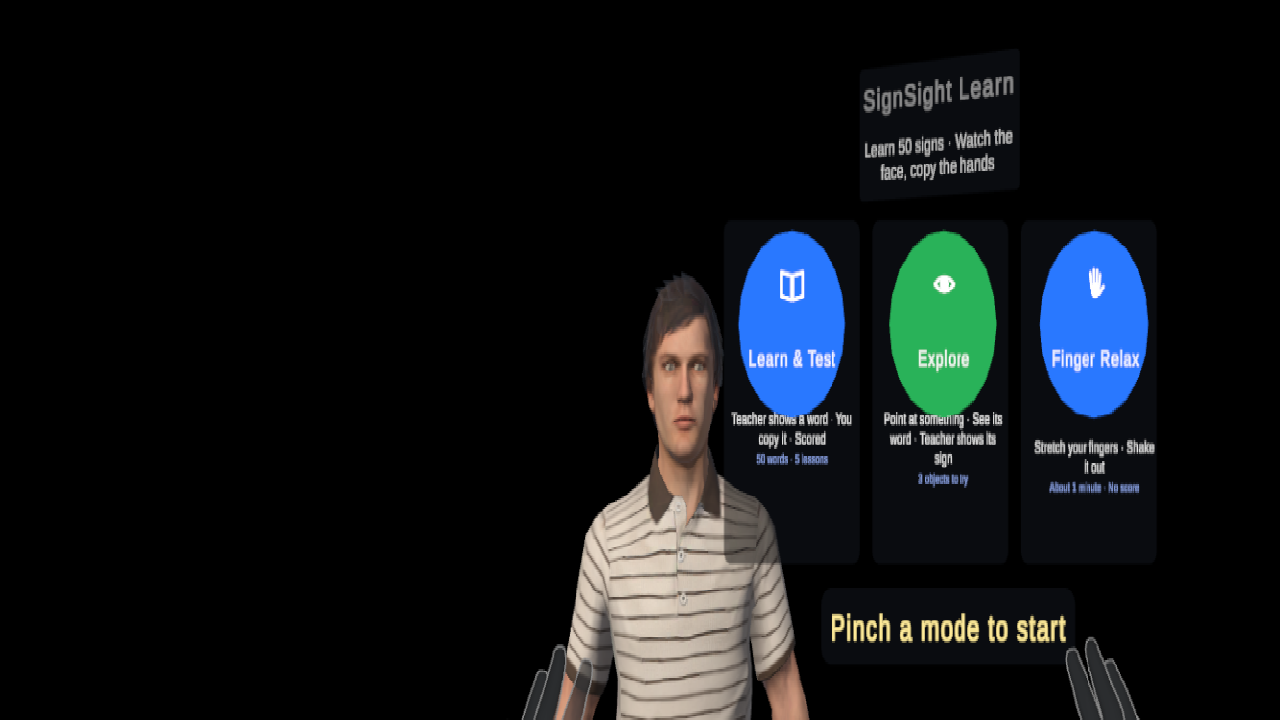 SignSight Learn
Learn 50 signs · Watch the
face, copy the hands
Learn & Test
Teacher shows a word · You
copy it · Scored
50 words · 5 lessons
Explore
Point at something · See its
word · Teacher shows its
sign
3 objects to try
Finger Relax
Stretch your fingers · Shake
it out
About 1 minute · No score
Pinch a mode to start